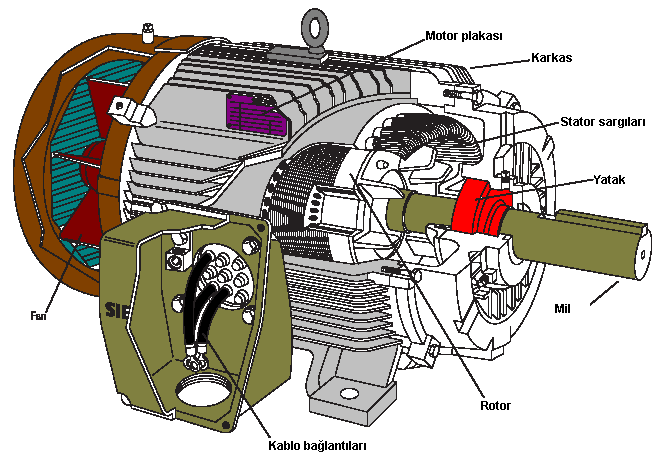 Motor plakası
Karkas
Stator sargıları
Yatak
Mil
Fan
SIE
Rotor
Kablo bağlantıları